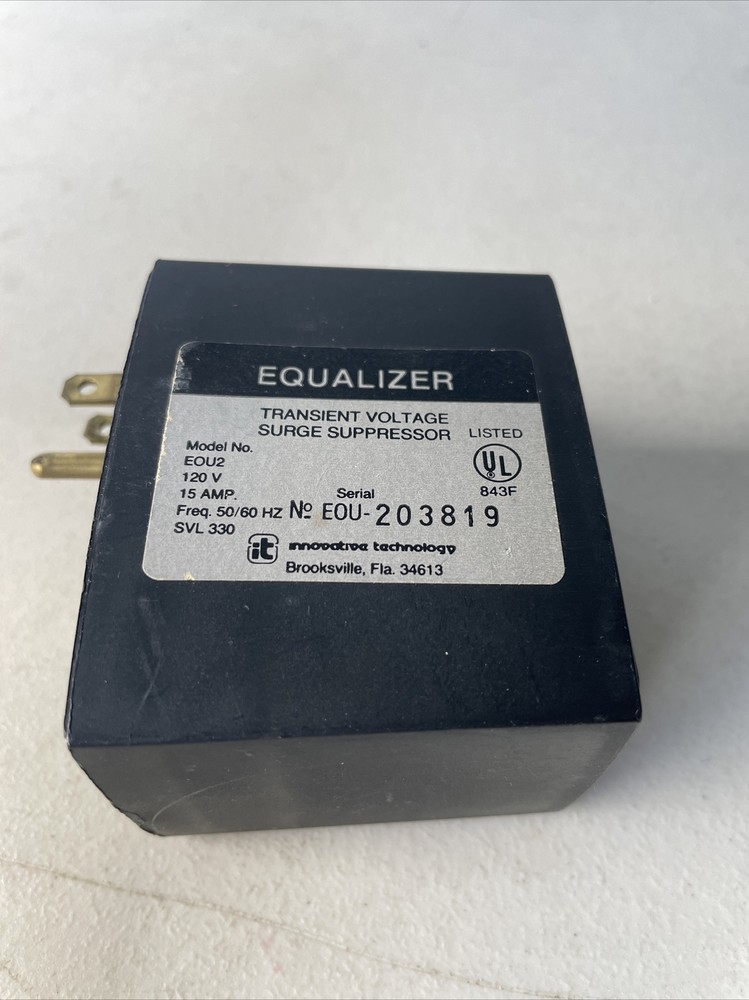 EQUALIZER
TRANSIENT VOLTAGE
SURGE SUPPRESSOR LISTED
Model No.
EOU2
UL
120 V
843F
15 AMP. Serial
Freq. 50/60 HZ № EOU-203819
SVL 330
it innovative technology
Brooksville, Fla. 34613